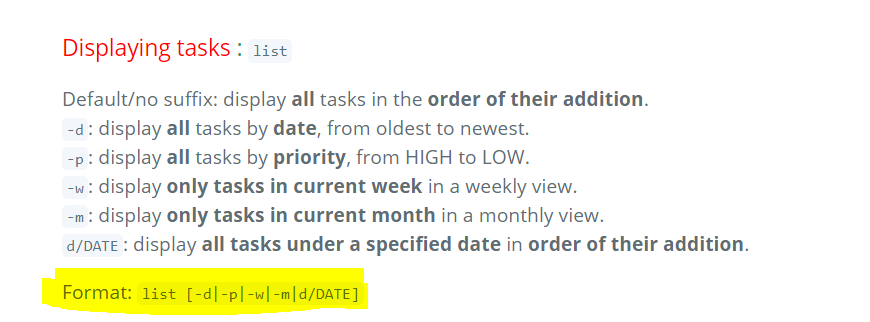 Displaying tasks : list
Default/no suffix: display all tasks in the order of their addition.
-d: display all tasks by date, from oldest to newest.
-p: display all tasks by priority, from HIGH to LOW.
-w: display only tasks in current week in a weekly view.
-m: display only tasks in current month in a monthly view.
d/DATE : display all tasks under a specified date in order of their addition.
Format: list [-d|-p|-w|-m|d/DATE]